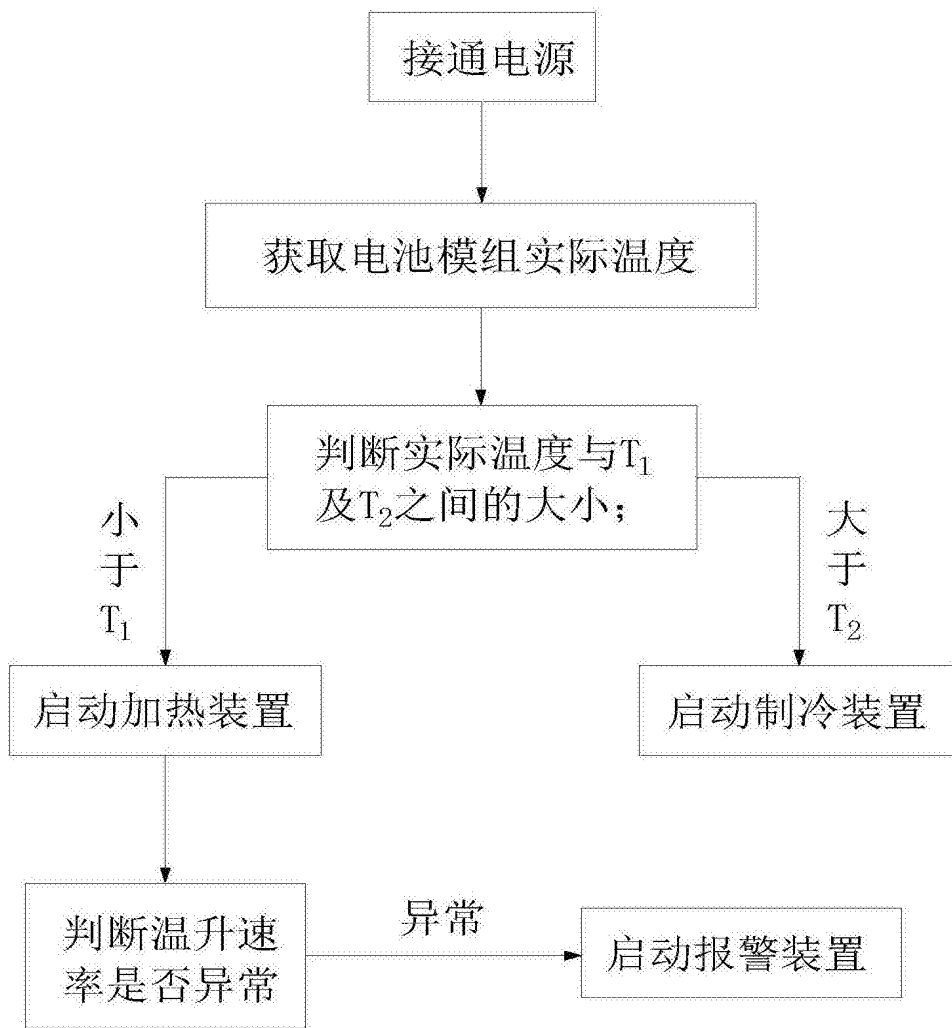 接通电源
获取电池模组实际温度
判断实际温度与T₁
及T₂之间的大小；
小
于
T₁
大
于
T₂
启动加热装置
启动制冷装置
判断温升速
率是否异常
异常
启动报警装置